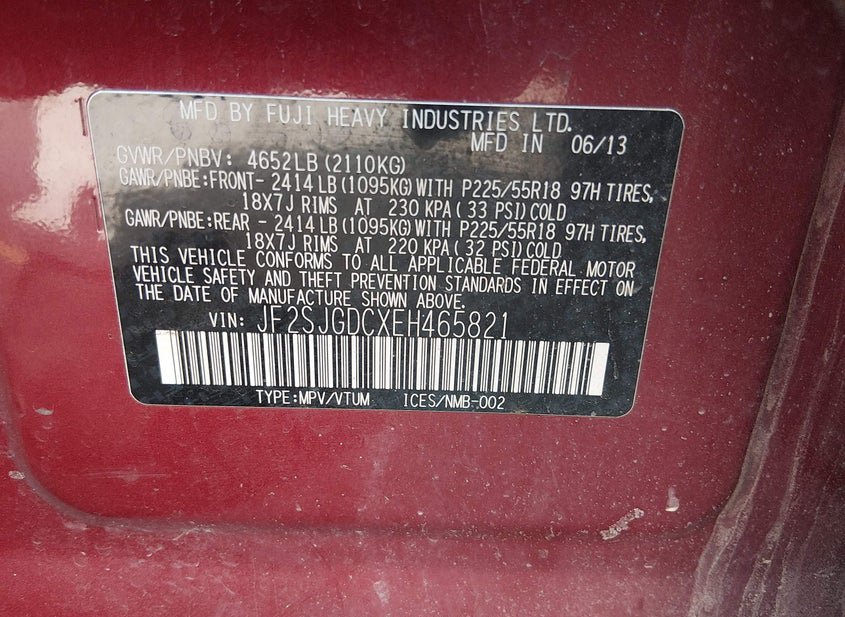 MFD BY FUJI HEAVY INDUSTRIES LTD.
MFD IN 06/13
GVWR/PNBV: 4652LB (2110KG)
GAWR/PNBE:FRONT- 2414LB (1095KG) WITH P225/55R18 97H TIRES,
18X7J RIMS AT 230 KPA (33 PSI) COLD
GAWR/PNBE:REAR - 2414LB (1095KG) WITH P225/55R18 97H TIRES,
18X7J RIMS AT 220 KPA (32 PSI) COLD
THIS VEHICLE CONFORMS TO ALL APPLICABLE FEDERAL MOTOR
VEHICLE SAFETY AND THEFT PREVENTION STANDARDS IN EFFECT ON
THE DATE OF MANUFACTURE SHOWN ABOVE.
VIN: JF2SJGDCXEH465821
TYPE:MPV/VTUM ICES/NMB-002